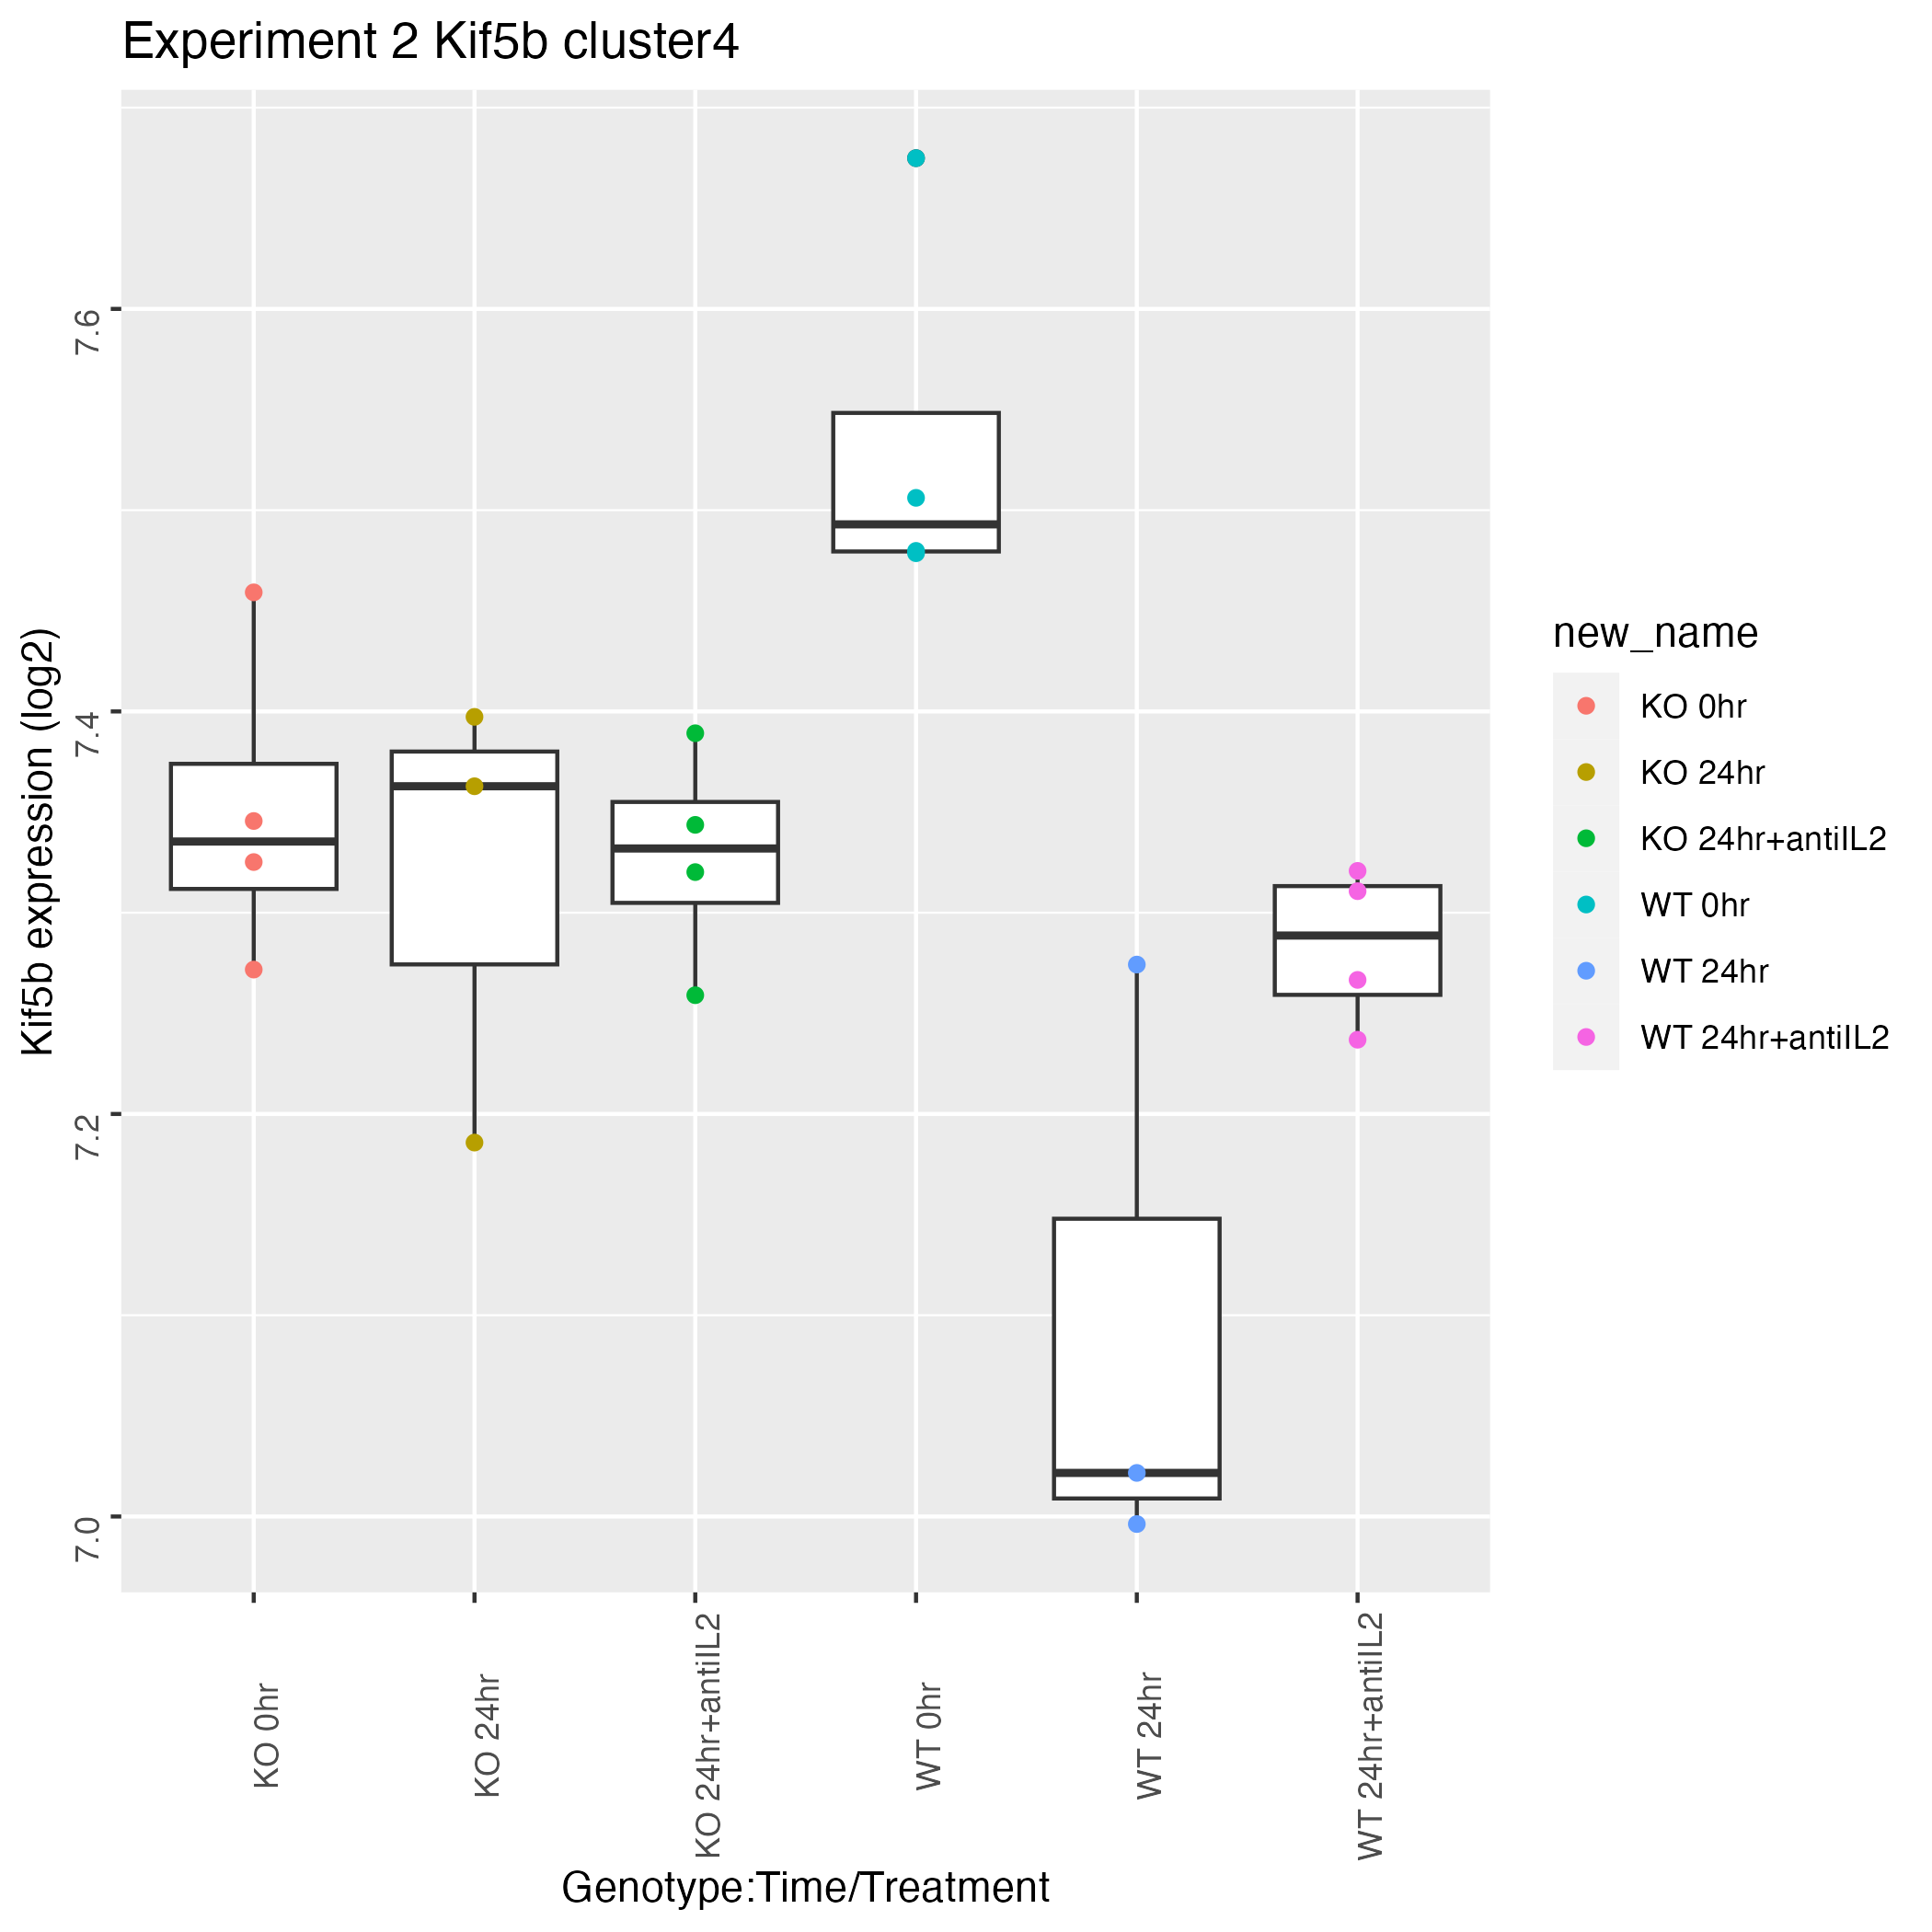 Experiment 2 Kif5b cluster4
Kif5b expression (log2)
7.6
7.4
7.2
7.0
KO 0hr
KO 24hr
KO 24hr+antiIL2
WT 0hr
WT 24hr
WT 24hr+antiIL2
Genotype:Time/Treatment
new_name
KO 0hr
KO 24hr
KO 24hr+antiIL2
WT 0hr
WT 24hr
WT 24hr+antiIL2